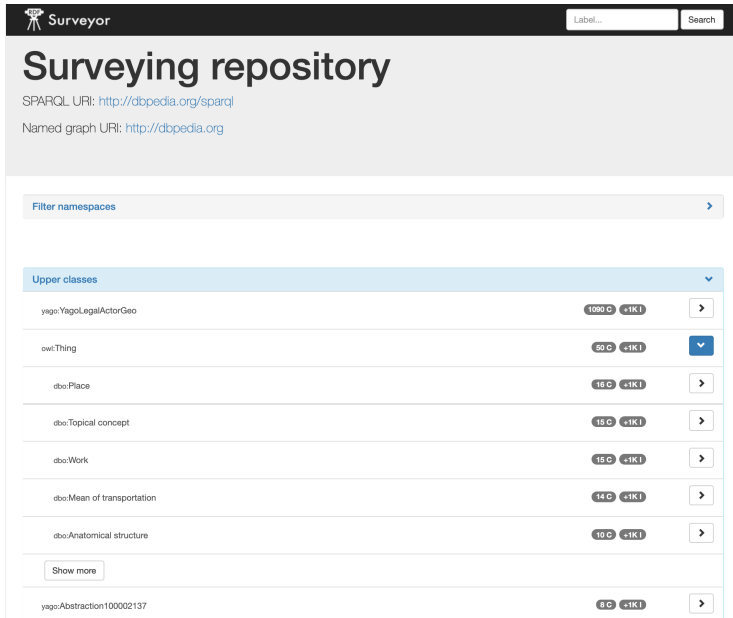 RDF Surveyor
Label... Search
Surveying repository
SPARQL URI: http://dbpedia.org/sparql
Named graph URI: http://dbpedia.org
Filter namespaces
Upper classes
yago:YagoLegalActorGeo 1090 C +1K I
owl:Thing 50 C +1K I
dbo:Place 16 C +1K I
dbo:Topical concept 15 C +1K I
dbo:Work 15 C +1K I
dbo:Mean of transportation 14 C +1K I
dbo:Anatomical structure 10 C +1K I
Show more
yago:Abstraction100002137 8 C +1K I